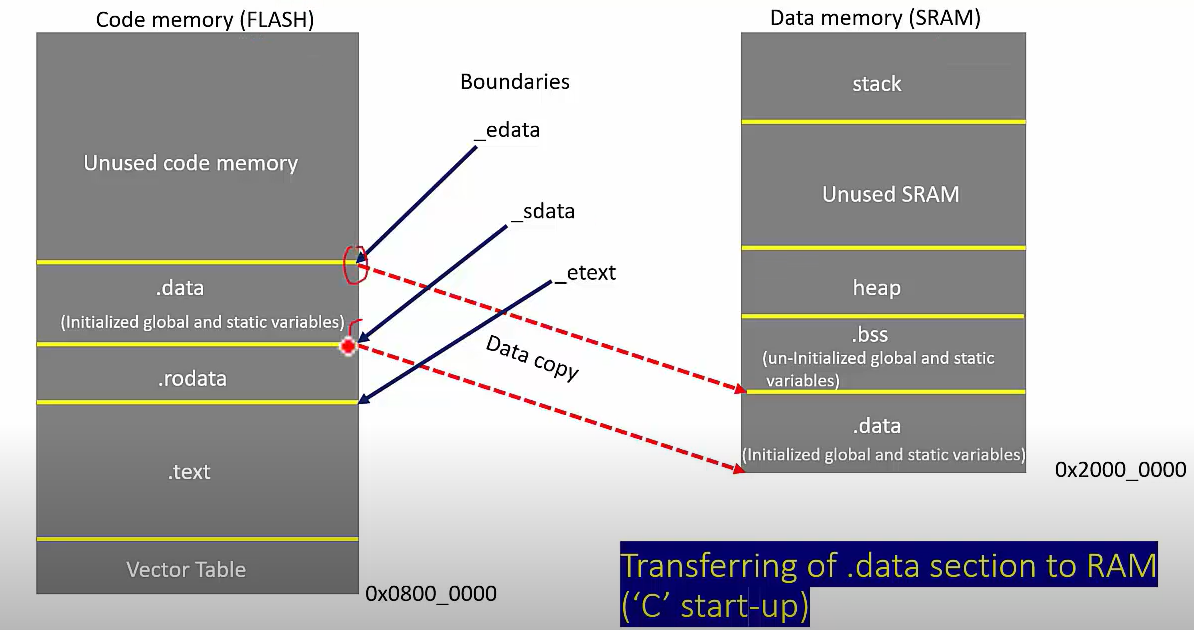 Code memory (FLASH)
Data memory (SRAM)
Boundaries
_edata
_sdata
_etext
Unused code memory
.data
(Initialized global and static variables)
.rodata
.text
Vector Table
0x0800_0000
Data copy
stack
Unused SRAM
heap
.bss
(un-Initialized global and static
variables)
.data
(Initialized global and static variables)
0x2000_0000
Transferring of .data section to RAM
(‘C’ start-up)